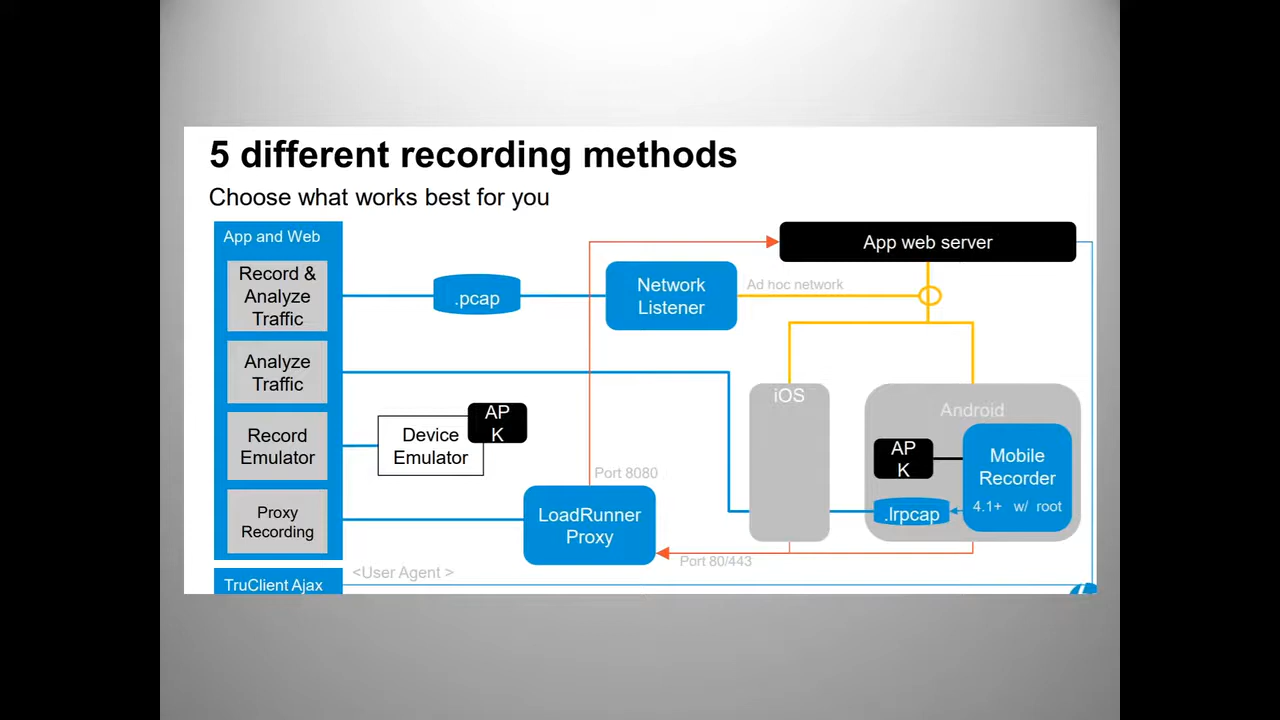 5 different recording methods
Choose what works best for you
App and Web
Record &
Analyze
Traffic
.pcap
Network
Listener
Ad hoc network
App web server
Analyze
Traffic
iOS
Android
Record
Emulator
Device
Emulator
AP
K
AP
K
Mobile
Recorder
4.1+ w/ root
.lrpcap
Port 8080
Proxy
Recording
LoadRunner
Proxy
Port 80/443
<User Agent >
TruClient Ajax